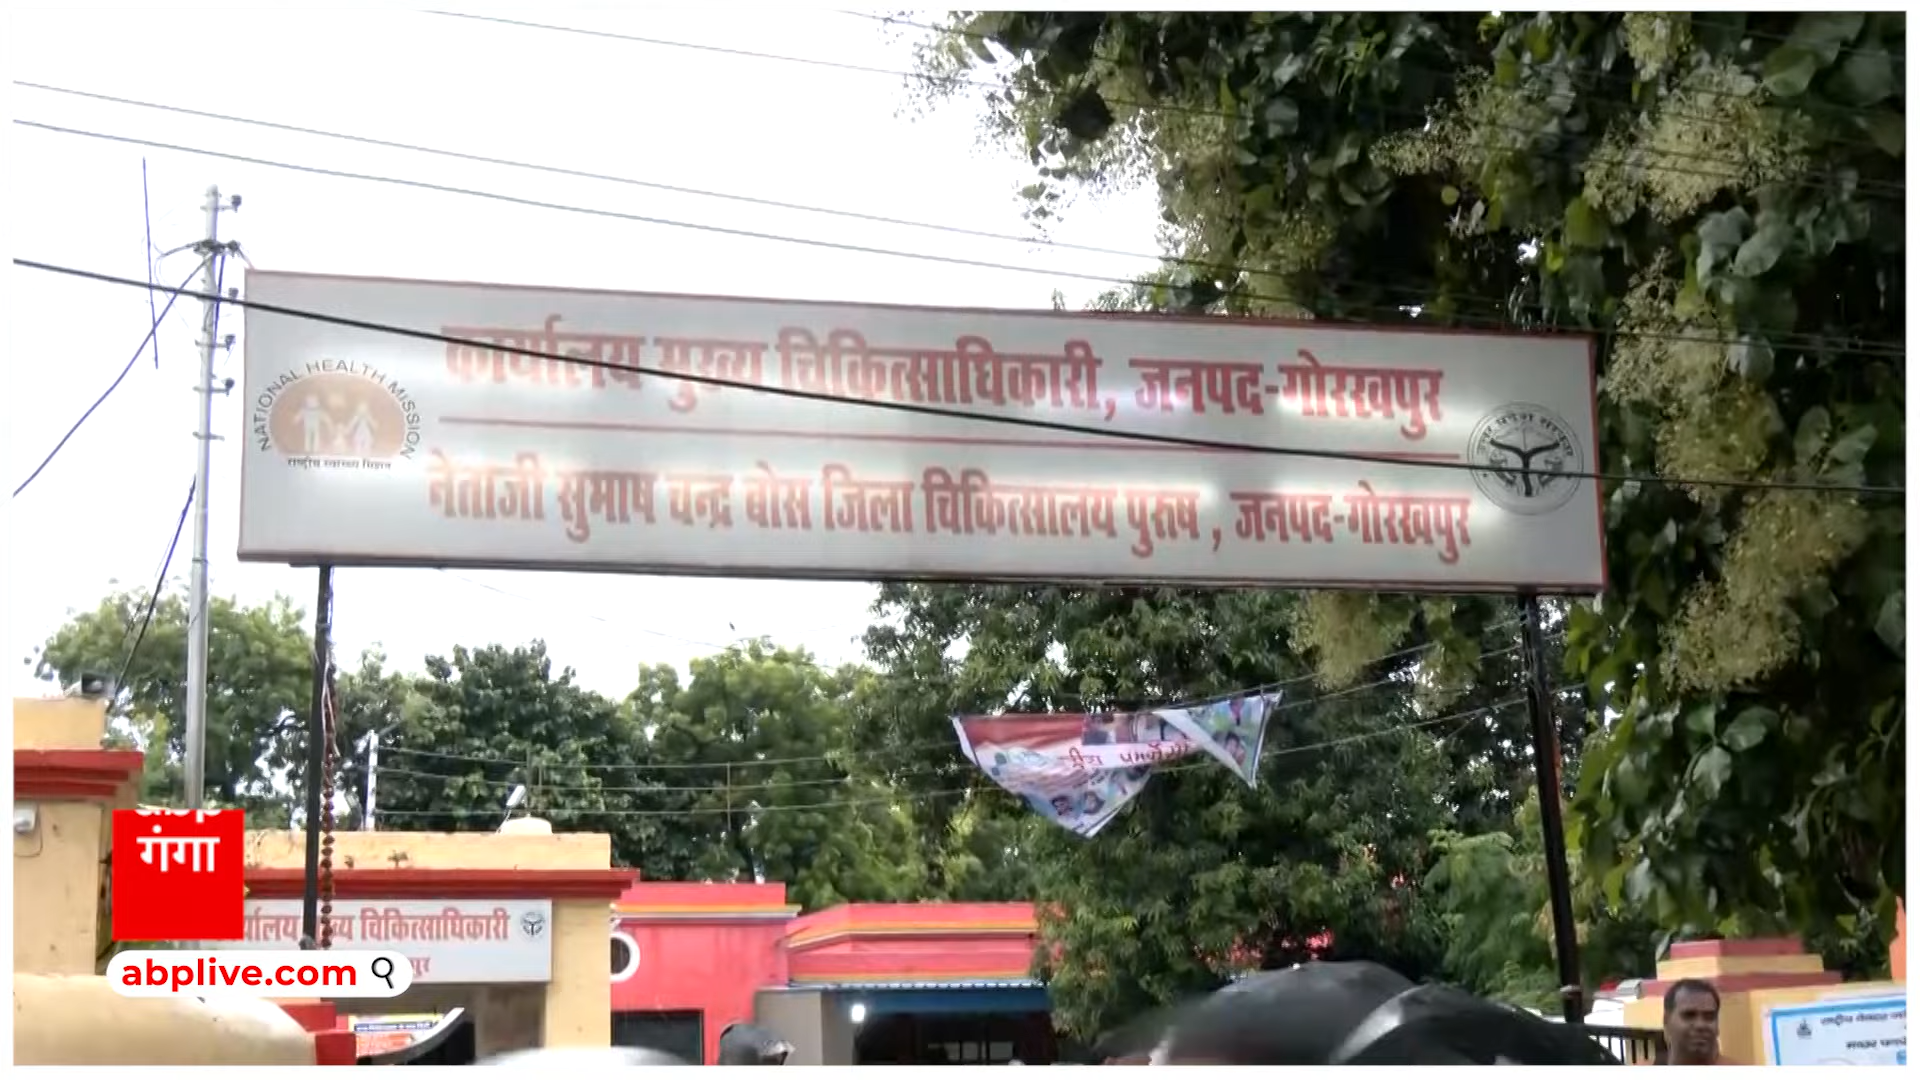 कार्यालय मुख्य चिकित्साधिकारी, जनपद-गोरखपुर
NATIONAL HEALTH MISSION
राष्ट्रीय स्वास्थ्य मिशन
नेताजी सुभाष चन्द्र बोस जिला चिकित्सालय पुरुष , जनपद-गोरखपुर
गंगा
चिकित्साधिकारी
abplive.com